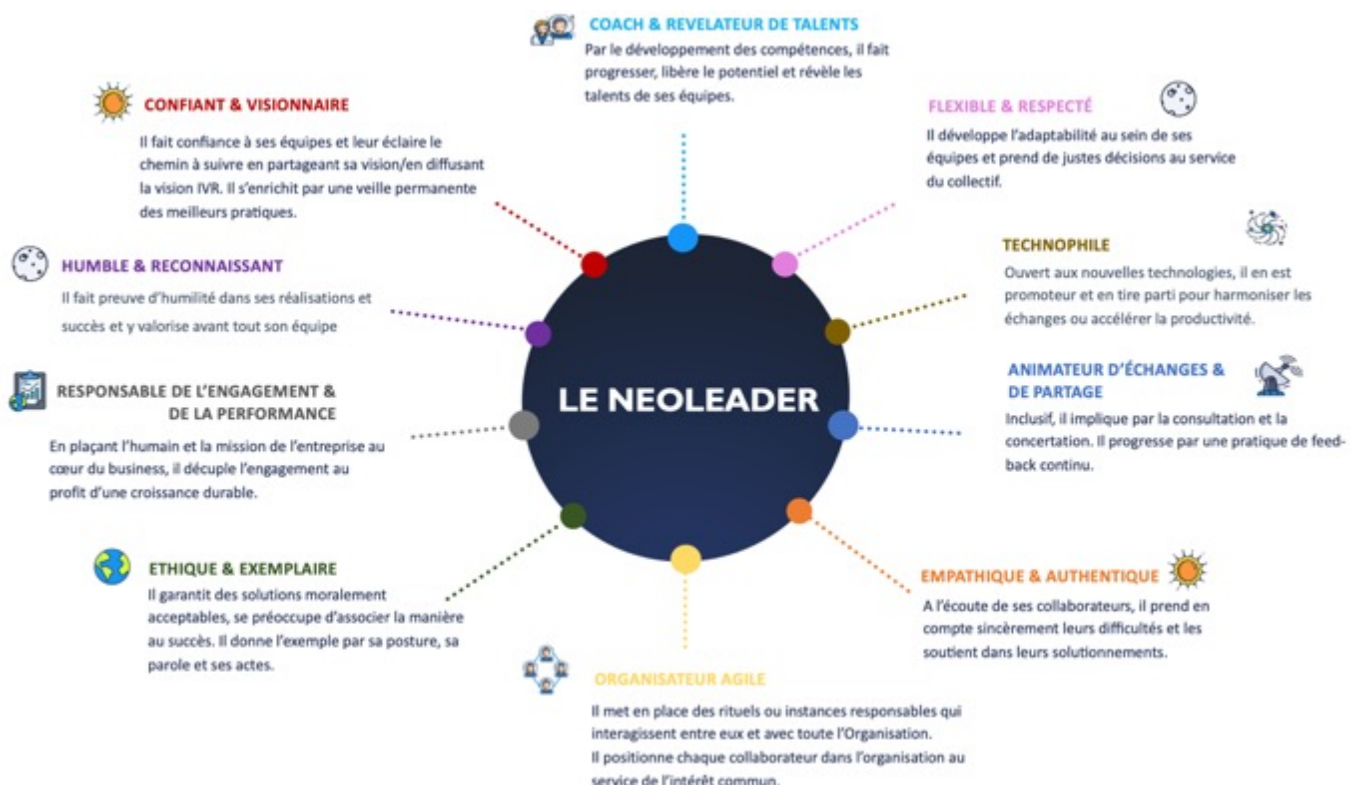 COACH & REVELATEUR DE TALENTS
Par le développement des compétences, il fait
progresser, libère le potentiel et révèle les
talents de ses équipes.
CONFIANT & VISIONNAIRE
Il fait confiance à ses équipes et leur éclaire le
chemin à suivre en partageant sa vision/en diffusant
la vision IVR. Il s’enrichit par une veille permanente
des meilleurs pratiques.
FLEXIBLE & RESPECTÉ
Il développe l’adaptabilité au sein de ses
équipes et prend de justes décisions au service
du collectif.
HUMBLE & RECONNAISSANT
Il fait preuve d’humilité dans ses réalisations et
succès et y valorise avant tout son équipe
TECHNOPHILE
Ouvert aux nouvelles technologies, il en est
promoteur et en tire parti pour harmoniser les
échanges ou accélérer la productivité.
RESPONSABLE DE L’ENGAGEMENT &
DE LA PERFORMANCE
En plaçant l’humain et la mission de l’entreprise au
cœur du business, il décuple l’engagement au
profit d’une croissance durable.
LE NEOLEADER
ANIMATEUR D’ÉCHANGES &
DE PARTAGE
Inclusif, il implique par la consultation et la
concertation. Il progresse par une pratique de feed-
back continu.
ETHIQUE & EXEMPLAIRE
Il garantit des solutions moralement
acceptables, se préoccupe d’associer la manière
au succès. Il donne l’exemple par sa posture, sa
parole et ses actes.
EMPATHIQUE & AUTHENTIQUE
A l’écoute de ses collaborateurs, il prend en
compte sincèrement leurs difficultés et les
soutient dans leurs solutionnements.
ORGANISATEUR AGILE
Il met en place des rituels ou instances responsables qui
interagissent entre eux et avec toute l’Organisation.
Il positionne chaque collaborateur dans l’organisation au
service de l’intérêt commun.